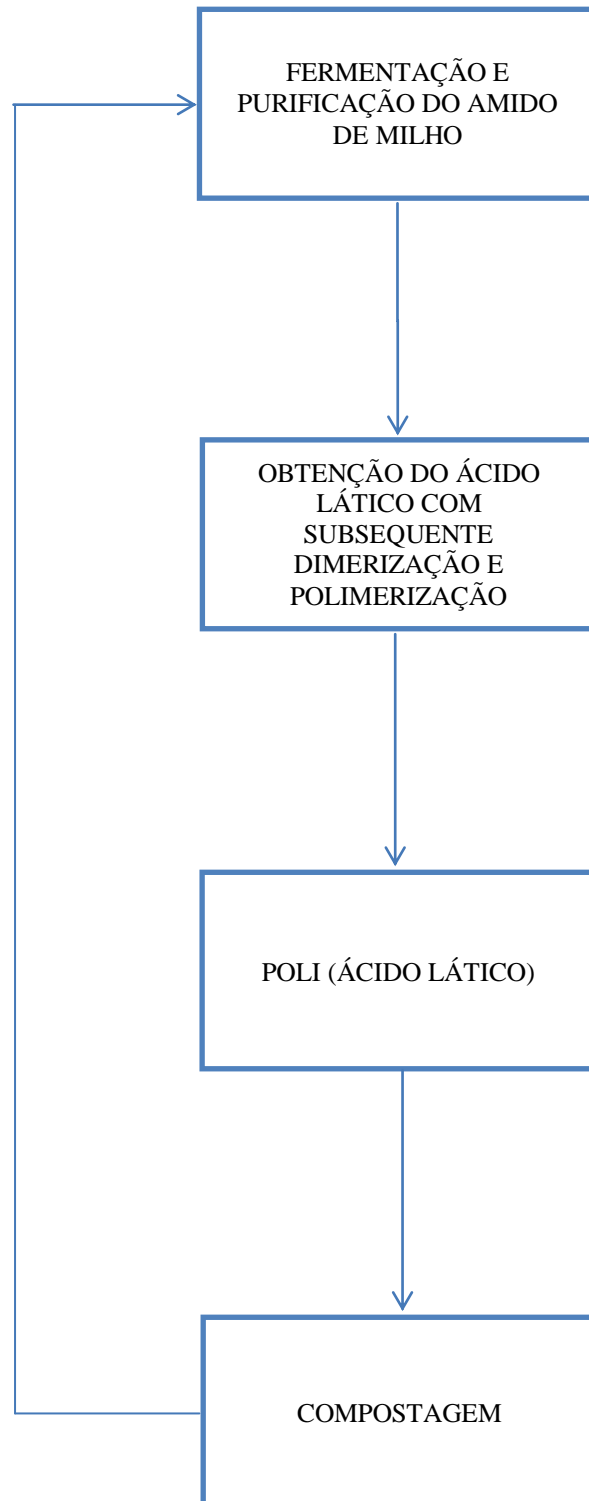 FERMENTAÇÃO E
PURIFICAÇÃO DO AMIDO
DE MILHO
OBTENÇÃO DO ÁCIDO
LÁTICO COM
SUBSEQUENTE
DIMERIZAÇÃO E
POLIMERIZAÇÃO
POLI (ÁCIDO LÁTICO)
COMPOSTAGEM